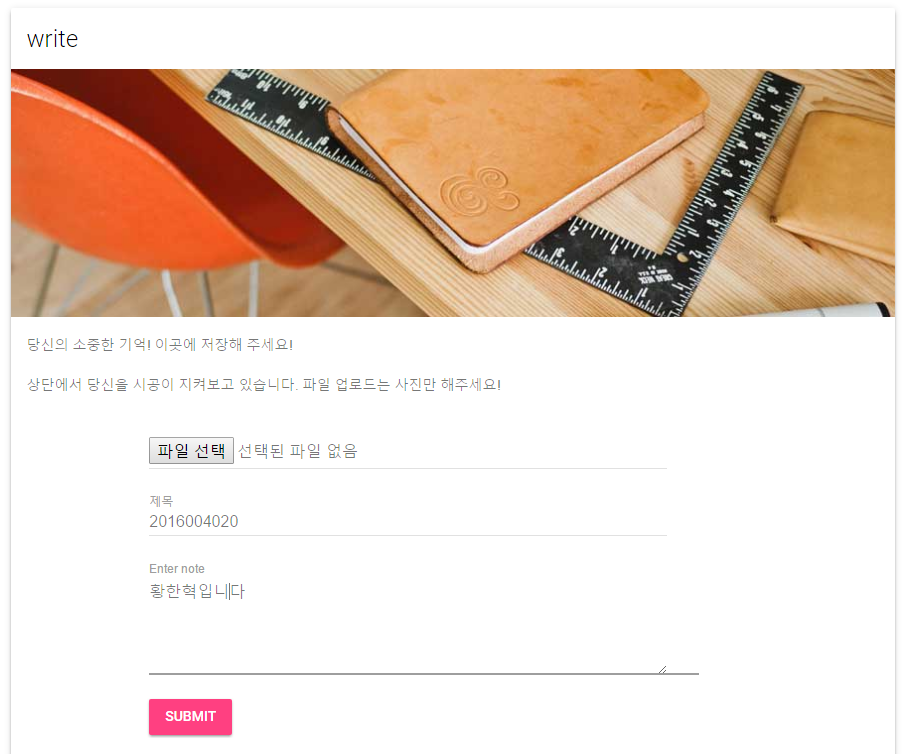 write
당신의 소중한 기억! 이곳에 저장해 주세요!
상단에서 당신을 시공이 지켜보고 있습니다. 파일 업로드는 사진만 해주세요!
파일 선택 선택된 파일 없음
제목
2016004020
Enter note
황한혁입니다
SUBMIT